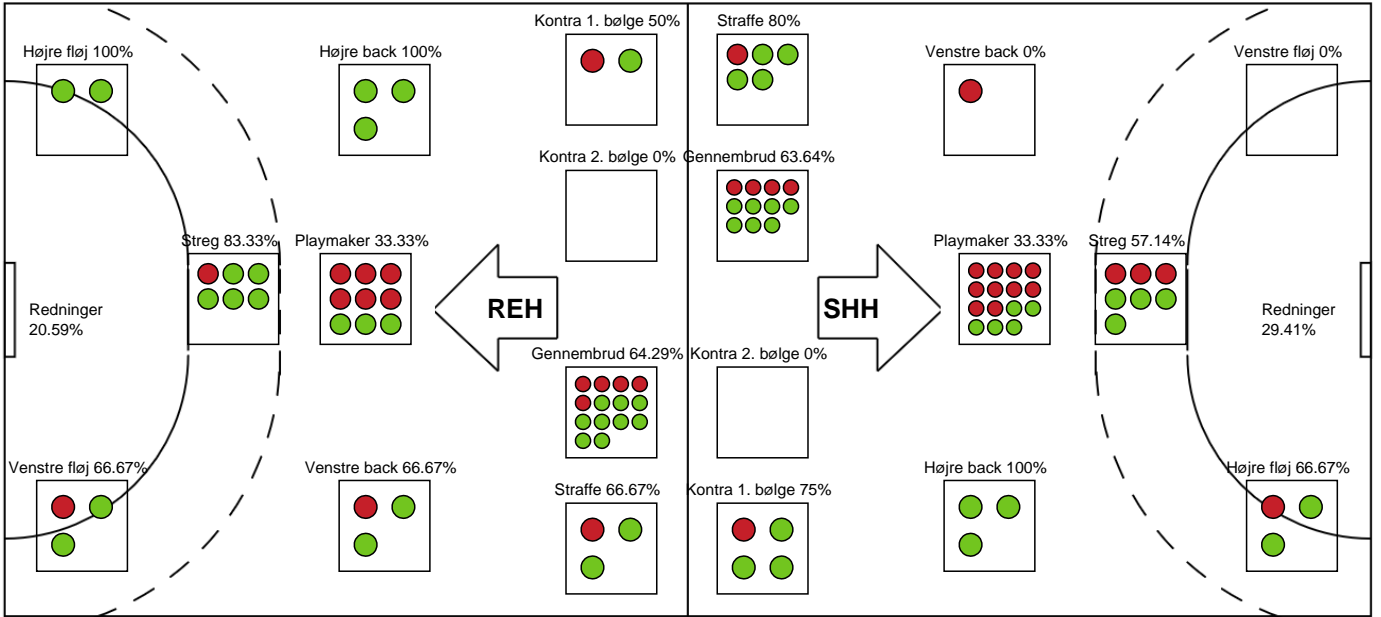 Kontra 1. bølge 50%
Straffe 80%
Højre fløj 100%
Højre back 100%
Venstre back 0%
Venstre fløj 0%
Kontra 2. bølge 0%
Gennembrud 63.64%
Streg 83.33%
Playmaker 33.33%
Playmaker 33.33%
Streg 57.14%
Redninger
20.59%
REH
SHH
Redninger
29.41%
Gennembrud 64.29%
Kontra 2. bølge 0%
Venstre fløj 66.67%
Venstre back 66.67%
Højre back 100%
Højre fløj 66.67%
Straffe 66.67%
Kontra 1. bølge 75%